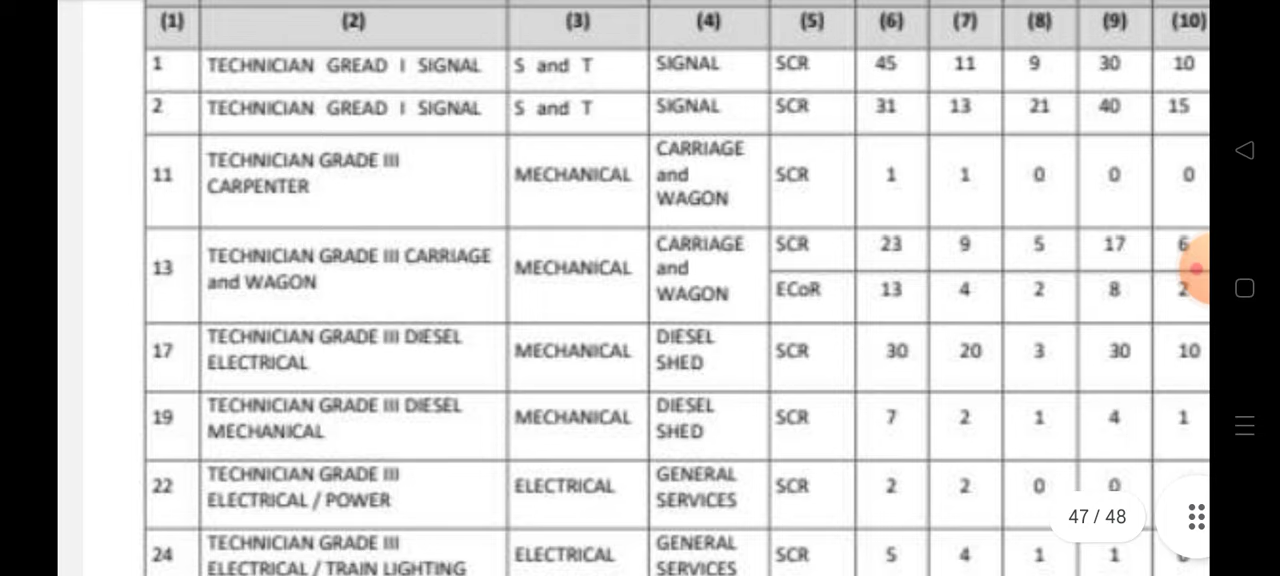 (1) (2) (3) (4) (5) (6) (7) (8) (9) (10)
1 TECHNICIAN GREAD I SIGNAL S and T SIGNAL SCR 45 11 9 30 10
2 TECHNICIAN GREAD I SIGNAL S and T SIGNAL SCR 31 13 21 40 15
11 TECHNICIAN GRADE III CARPENTER MECHANICAL CARRIAGE and WAGON SCR 1 1 0 0 0
13 TECHNICIAN GRADE III CARRIAGE and WAGON MECHANICAL CARRIAGE and WAGON SCR 23 9 5 17 6
ECoR 13 4 2 8 2
17 TECHNICIAN GRADE III DIESEL ELECTRICAL MECHANICAL DIESEL SHED SCR 30 20 3 30 10
19 TECHNICIAN GRADE III DIESEL MECHANICAL MECHANICAL DIESEL SHED SCR 7 2 1 4 1
22 TECHNICIAN GRADE III ELECTRICAL / POWER ELECTRICAL GENERAL SERVICES SCR 2 2 0 0
47 / 48
24 TECHNICIAN GRADE III ELECTRICAL / TRAIN LIGHTING ELECTRICAL GENERAL SERVICES SCR 5 4 1 1